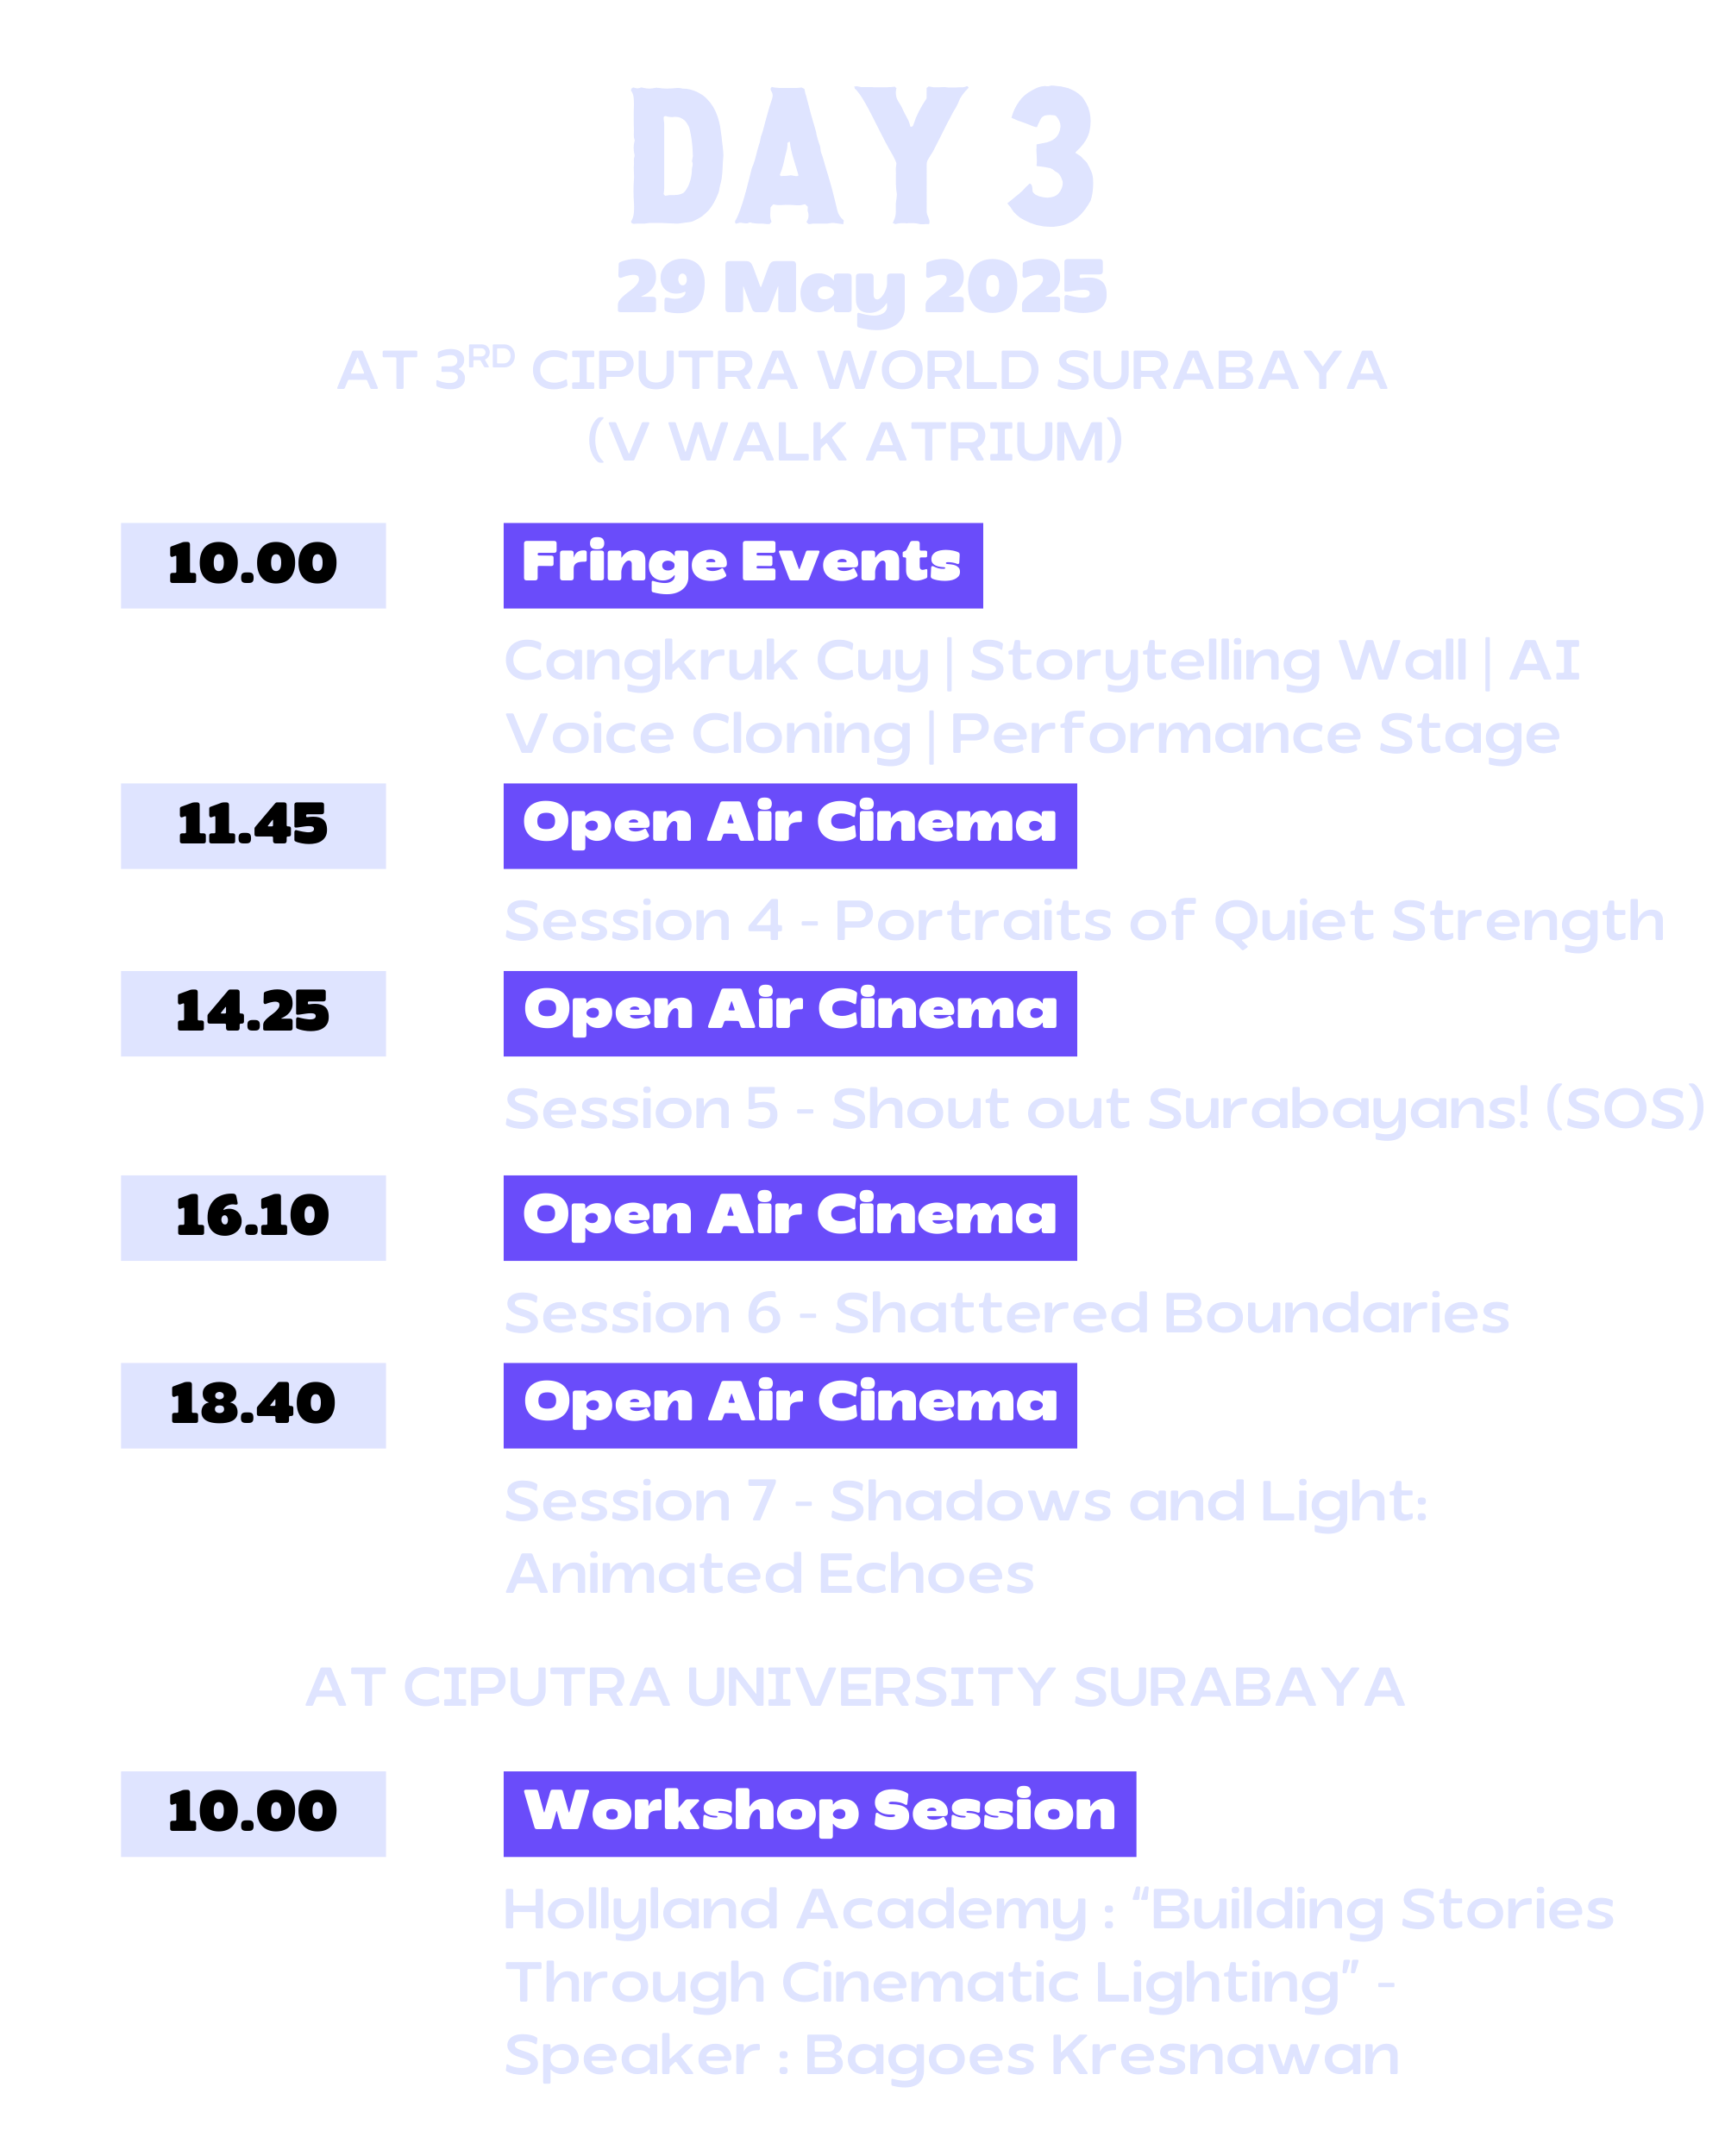 DAY 3
29 May 2025
AT 3RD CIPUTRA WORLD SURABAYA
(V WALK ATRIUM)
10.00 Fringe Events
Cangkruk Cuy | Storytelling Wall | AI
Voice Cloning | Performance Stage
11.45 Open Air Cinema
Session 4 - Portraits of Quiet Strength
14.25 Open Air Cinema
Session 5 - Shout out Surabayans! (SOS)
16.10 Open Air Cinema
Session 6 - Shattered Boundaries
18.40 Open Air Cinema
Session 7 - Shadows and Light:
Animated Echoes
AT CIPUTRA UNIVERSITY SURABAYA
10.00 Workshop Session
Hollyland Academy : “Building Stories
Through Cinematic Lighting” -
Speaker : Bagoes Kresnawan